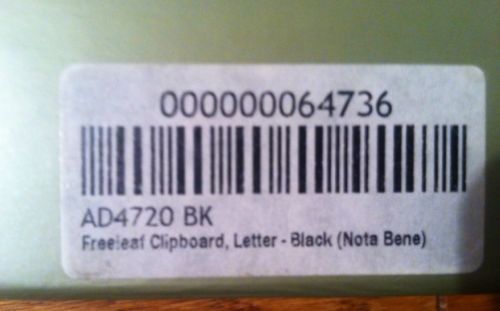 000000064736
AD4720 BK
Freeleaf Clipboard, Letter - Black (Nota Bene)